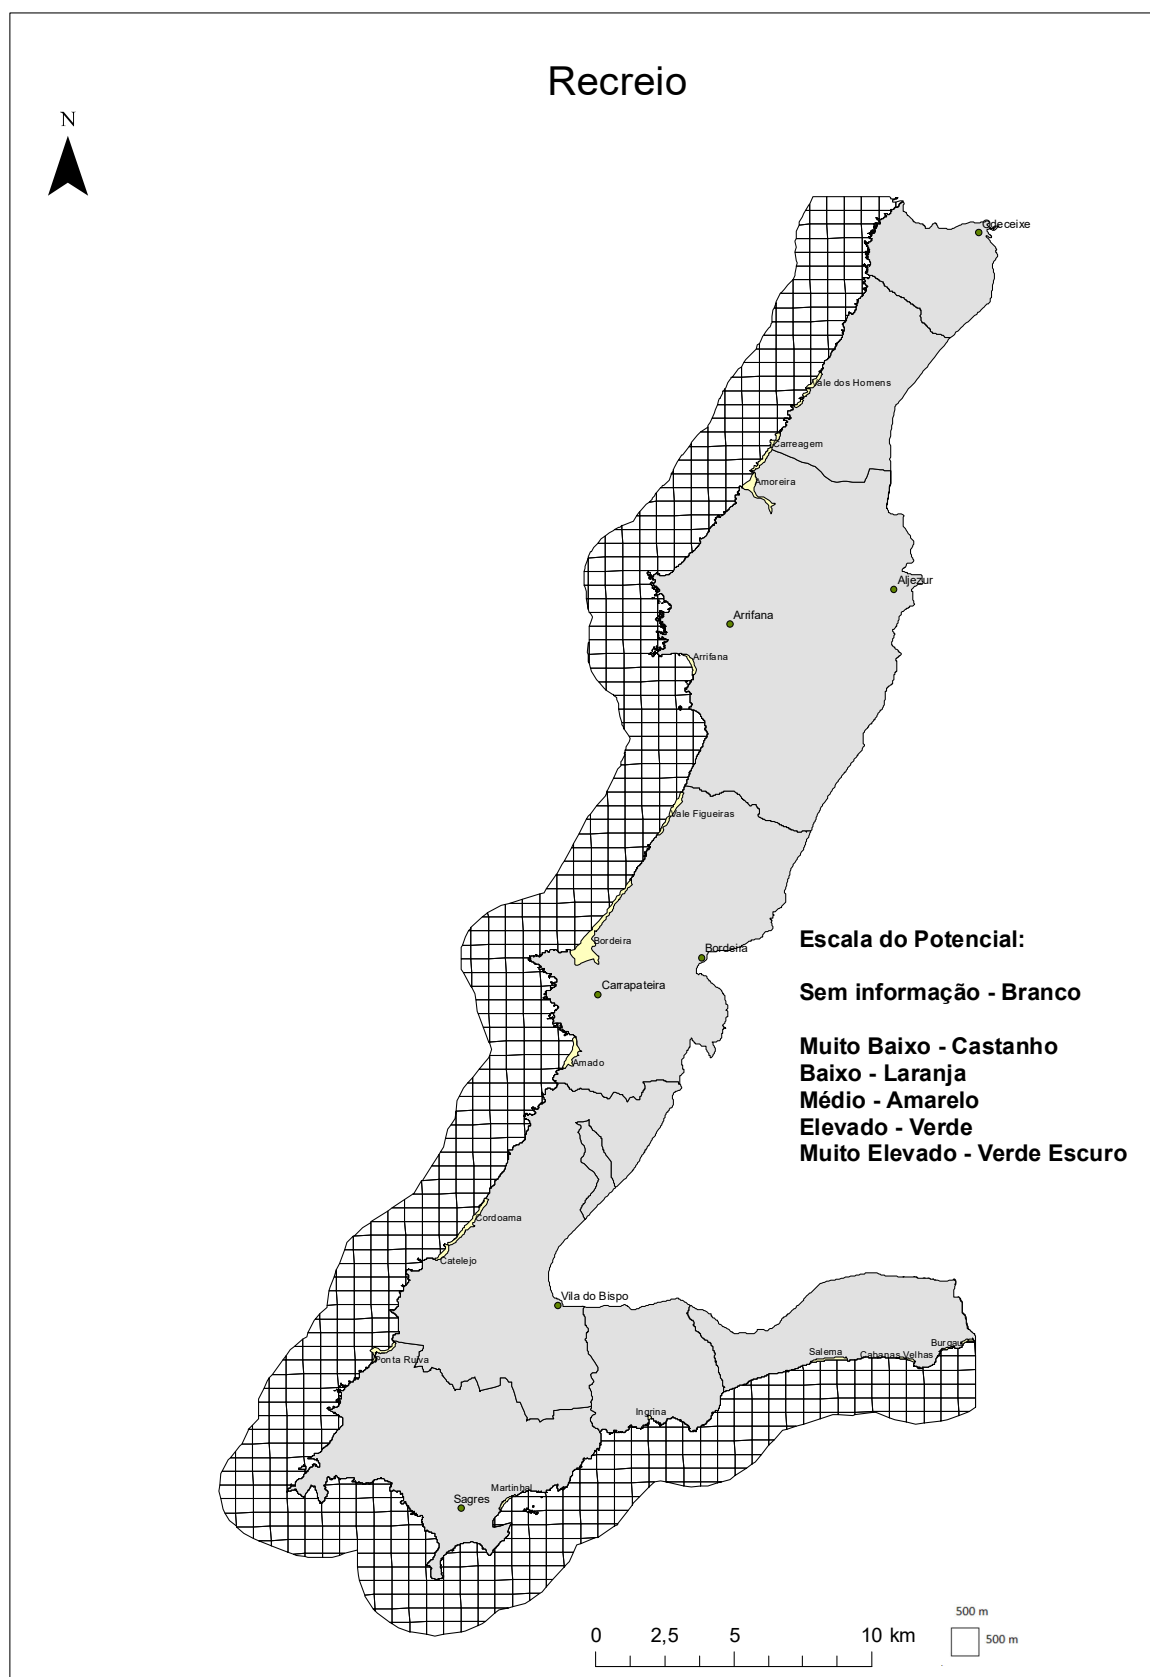 Recreio
N
Odeceixe
Vale dos Homens
Carreagem
Amoreira
Aljezur
Arrifana
Arrifana
Vale Figueiras
Bordeira
Bordeira
Carrapateira
Amado
Escala do Potencial:
Sem informação - Branco
Muito Baixo - Castanho
Baixo - Laranja
Médio - Amarelo
Elevado - Verde
Muito Elevado - Verde Escuro
Cordoama
Catelejo
Vila do Bispo
Ponta Ruiva
Burgau
Salema
Cabanas Velhas
Ingrina
Martinhal
Sagres
0 2,5 5 10 km
500 m
500 m